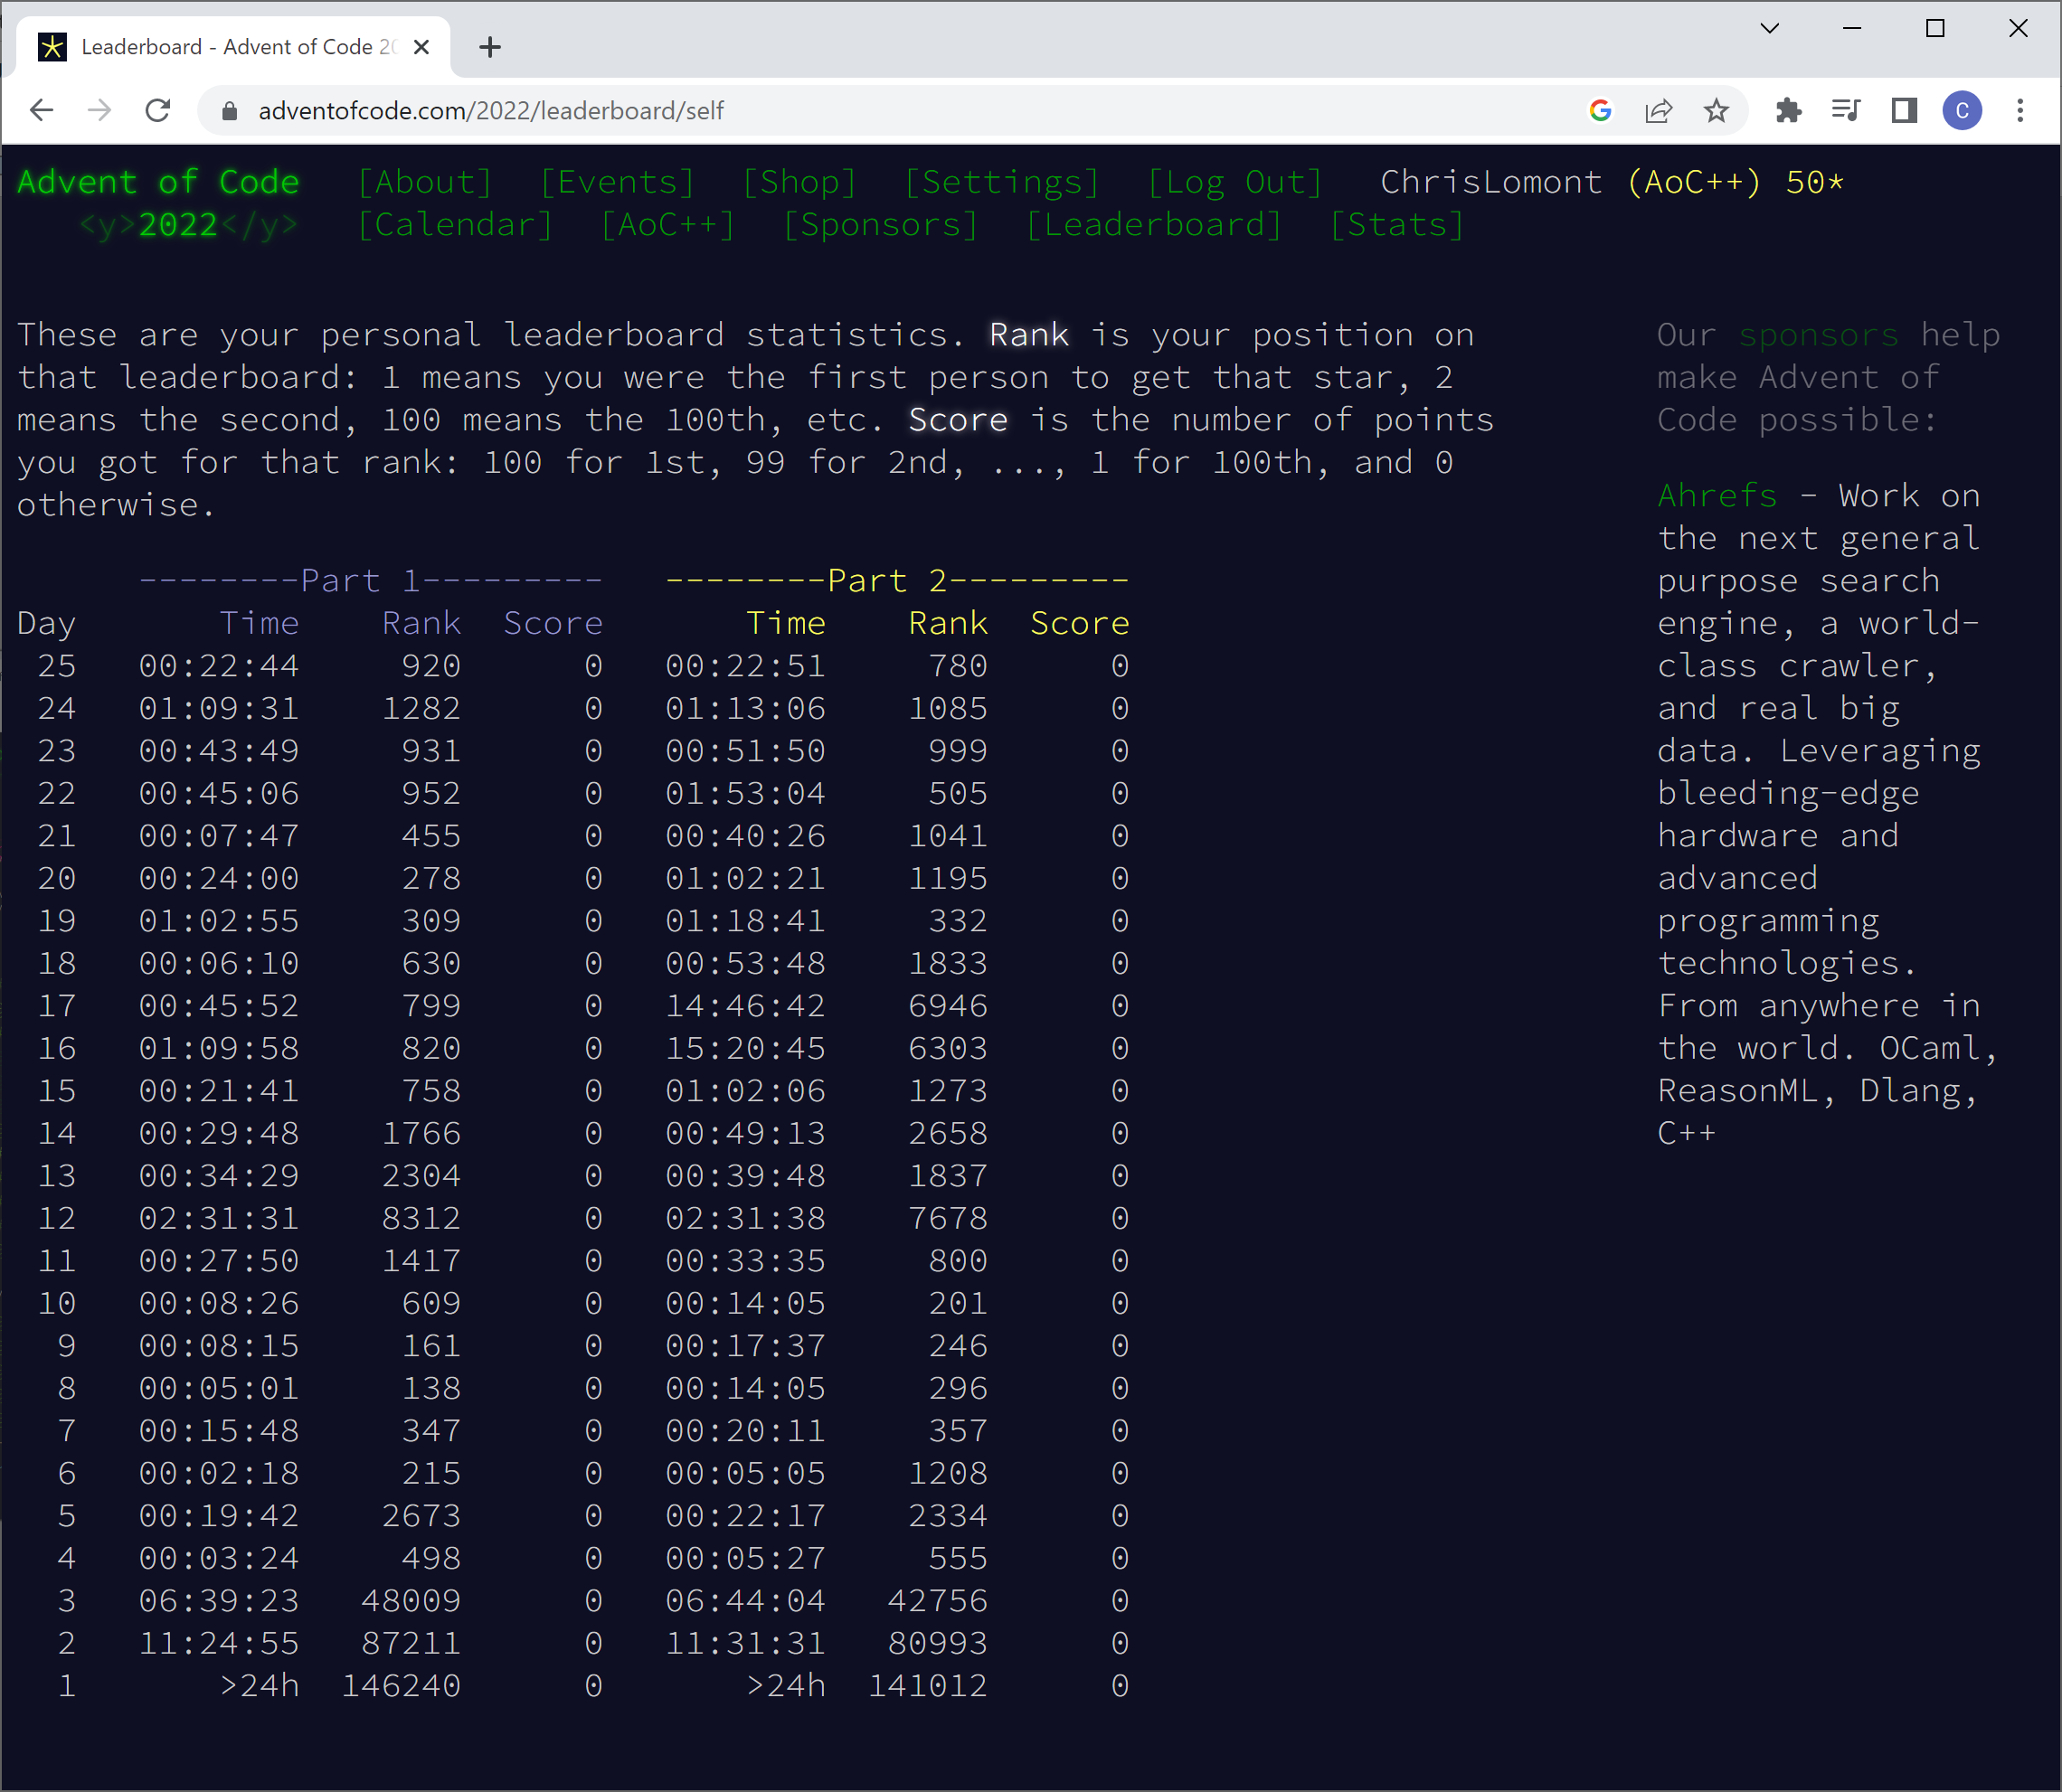 Leaderboard - Advent of Code 20
adventofcode.com/2022/leaderboard/self
C
Advent of Code [About] [Events] [Shop] [Settings] [Log Out] ChrisLomont (AoC++) 50*
<y>2022</y> [Calendar] [AoC++] [Sponsors] [Leaderboard] [Stats]
These are your personal leaderboard statistics. Rank is your position on
that leaderboard: 1 means you were the first person to get that star, 2
means the second, 100 means the 100th, etc. Score is the number of points
you got for that rank: 100 for 1st, 99 for 2nd, ..., 1 for 100th, and 0
otherwise.
--------Part 1--------- --------Part 2---------
Day Time Rank Score Time Rank Score
25 00:22:44 920 0 00:22:51 780 0
24 01:09:31 1282 0 01:13:06 1085 0
23 00:43:49 931 0 00:51:50 999 0
22 00:45:06 952 0 01:53:04 505 0
21 00:07:47 455 0 00:40:26 1041 0
20 00:24:00 278 0 01:02:21 1195 0
19 01:02:55 309 0 01:18:41 332 0
18 00:06:10 630 0 00:53:48 1833 0
17 00:45:52 799 0 14:46:42 6946 0
16 01:09:58 820 0 15:20:45 6303 0
15 00:21:41 758 0 01:02:06 1273 0
14 00:29:48 1766 0 00:49:13 2658 0
13 00:34:29 2304 0 00:39:48 1837 0
12 02:31:31 8312 0 02:31:38 7678 0
11 00:27:50 1417 0 00:33:35 800 0
10 00:08:26 609 0 00:14:05 201 0
9 00:08:15 161 0 00:17:37 246 0
8 00:05:01 138 0 00:14:05 296 0
7 00:15:48 347 0 00:20:11 357 0
6 00:02:18 215 0 00:05:05 1208 0
5 00:19:42 2673 0 00:22:17 2334 0
4 00:03:24 498 0 00:05:27 555 0
3 06:39:23 48009 0 06:44:04 42756 0
2 11:24:55 87211 0 11:31:31 80993 0
1 >24h 146240 0 >24h 141012 0
Our sponsors help
make Advent of
Code possible:
Ahrefs - Work on
the next general
purpose search
engine, a world-
class crawler,
and real big
data. Leveraging
bleeding-edge
hardware and
advanced
programming
technologies.
From anywhere in
the world. OCaml,
ReasonML, Dlang,
C++